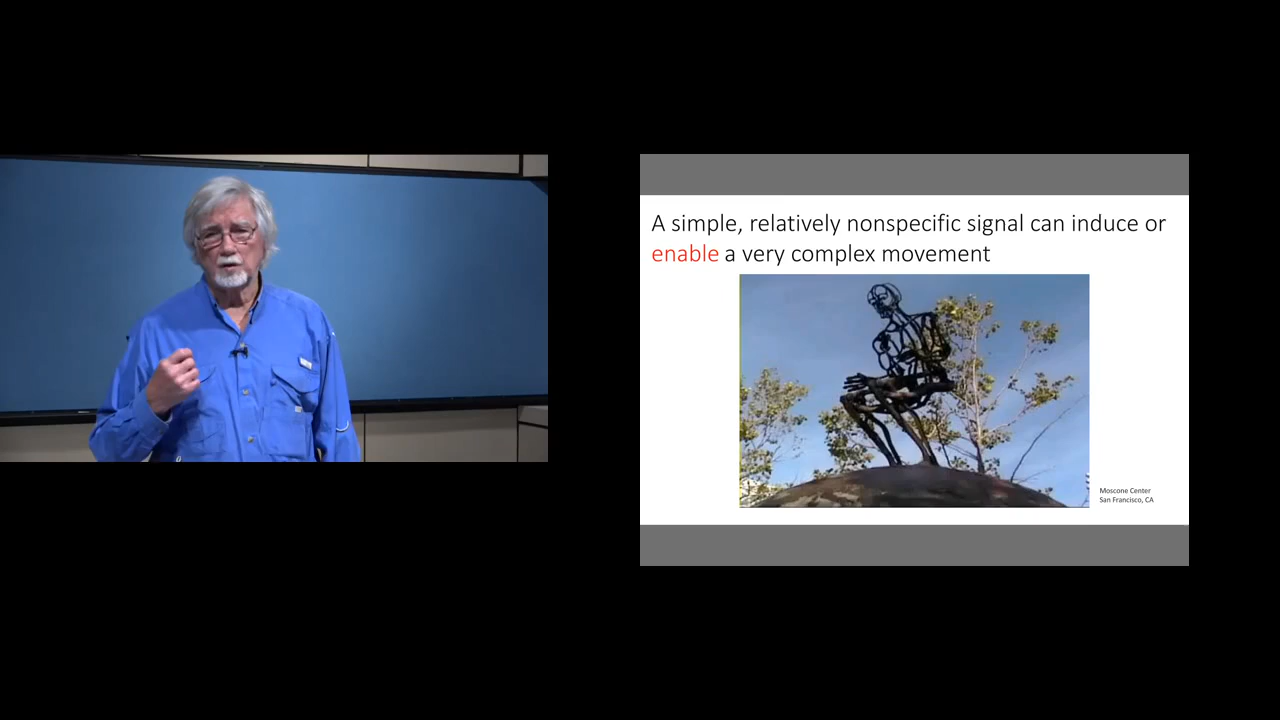 A simple, relatively nonspecific signal can induce or
enable a very complex movement
Moscone Center
San Francisco, CA